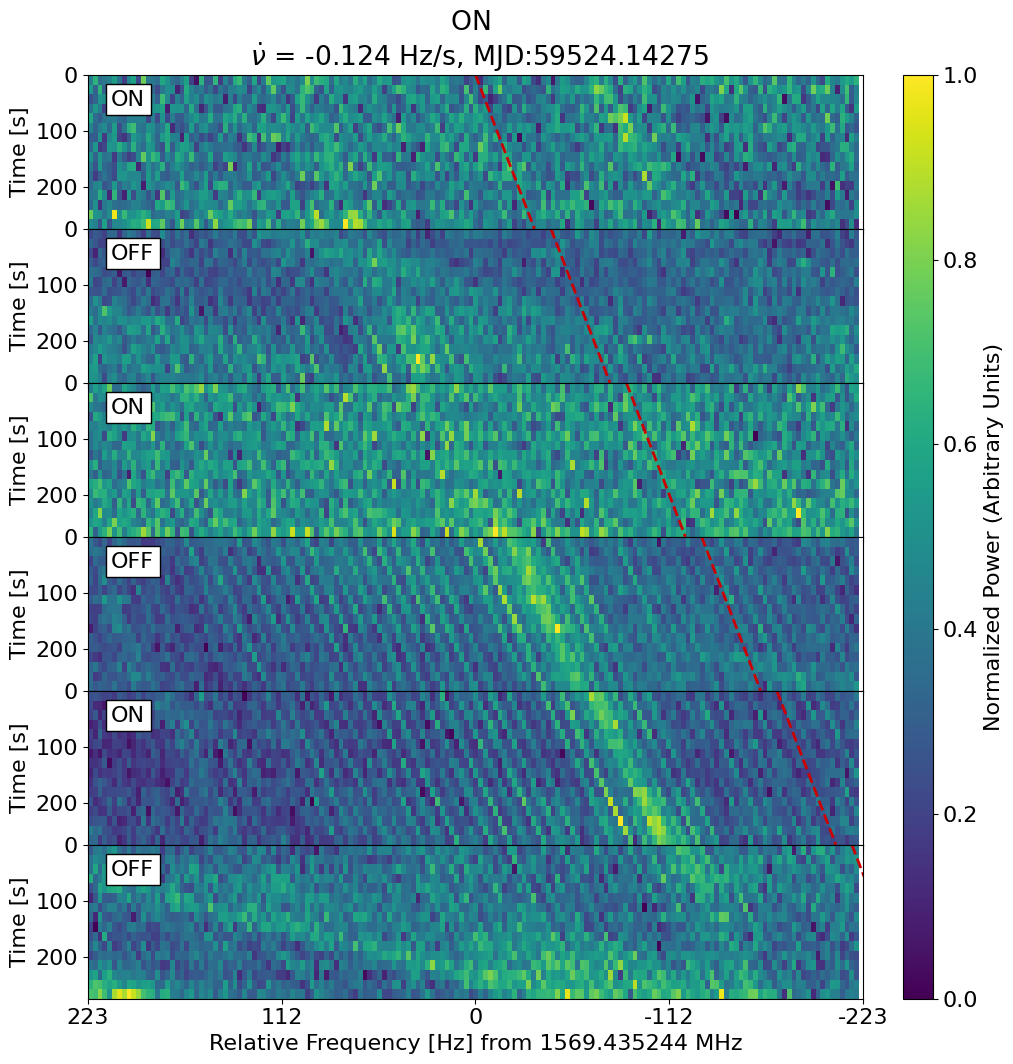 ON
ν̇ = -0.124 Hz/s, MJD:59524.14275
0
ON
100
Time [s]
200
0
OFF
100
Time [s]
200
0
ON
100
Time [s]
200
0
OFF
100
Time [s]
200
0
ON
100
Time [s]
200
0
OFF
100
Time [s]
200
223 112 0 -112 -223
Relative Frequency [Hz] from 1569.435244 MHz
1.0
0.8
0.6
0.4
0.2
0.0
Normalized Power (Arbitrary Units)